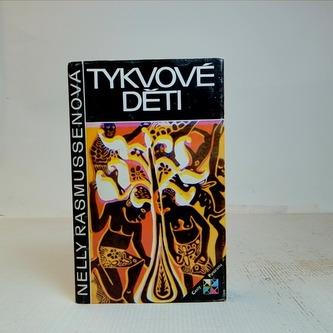 TYKVOVÉ
DĚTI
NELLY RASMUSSENOVÁ